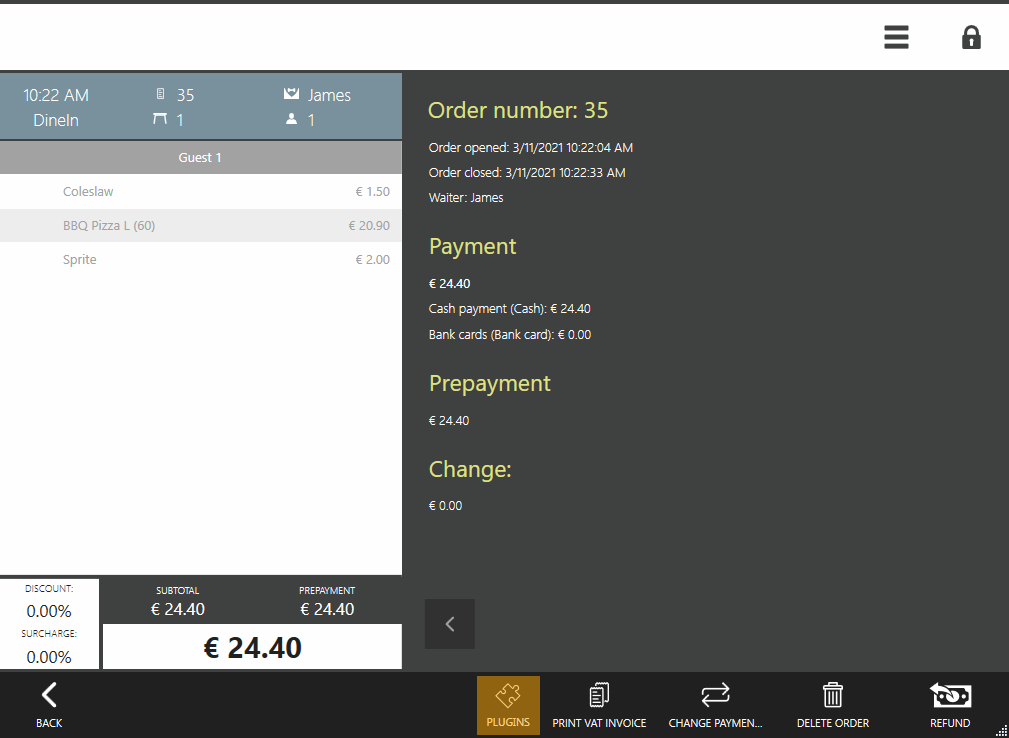 10:22 AM 35 James
DineIn 1 1
Guest 1
Coleslaw € 1.50
BBQ Pizza L (60) € 20.90
Sprite € 2.00
DISCOUNT:
0.00%
SURCHARGE:
0.00%
SUBTOTAL PREPAYMENT
€ 24.40 € 24.40
€ 24.40
Order number: 35
Order opened: 3/11/2021 10:22:04 AM
Order closed: 3/11/2021 10:22:33 AM
Waiter: James
Payment
€ 24.40
Cash payment (Cash): € 24.40
Bank cards (Bank card): € 0.00
Prepayment
€ 24.40
Change:
€ 0.00
BACK PLUGINS PRINT VAT INVOICE CHANGE PAYMEN... DELETE ORDER REFUND